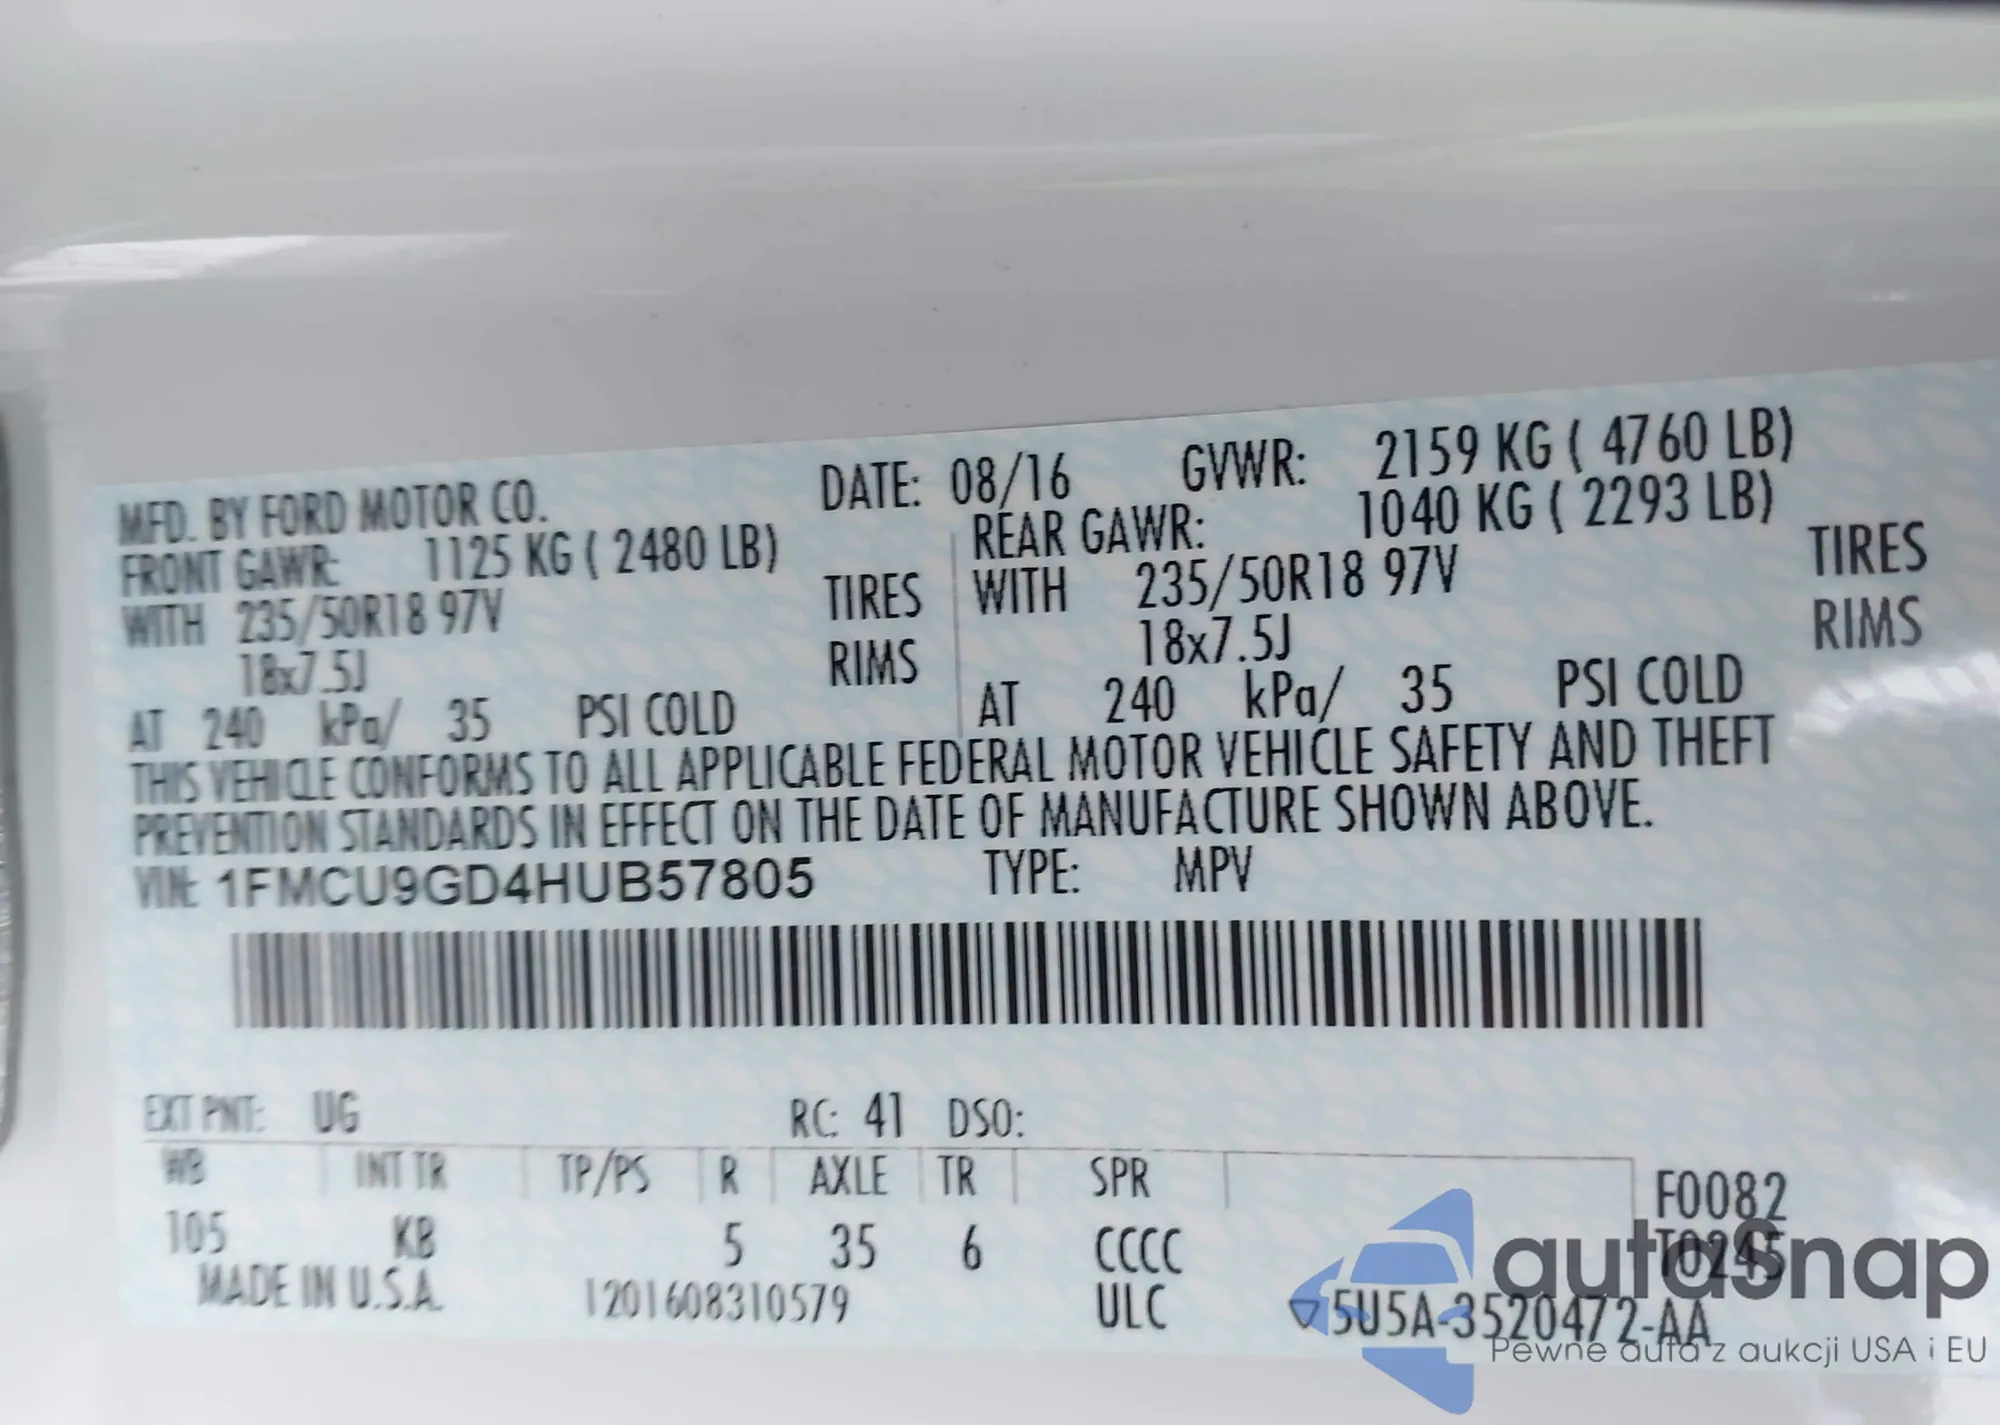 MFD. BY FORD MOTOR CO. DATE: 08/16 GVWR: 2159 KG ( 4760 LB)
FRONT GAWR: 1125 KG ( 2480 LB) REAR GAWR: 1040 KG ( 2293 LB)
WITH 235/50R18 97V TIRES WITH 235/50R18 97V TIRES
18x7.5J RIMS 18x7.5J RIMS
AT 240 kPa/ 35 PSI COLD AT 240 kPa/ 35 PSI COLD
THIS VEHICLE CONFORMS TO ALL APPLICABLE FEDERAL MOTOR VEHICLE SAFETY AND THEFT
PREVENTION STANDARDS IN EFFECT ON THE DATE OF MANUFACTURE SHOWN ABOVE.
VIN: 1FMCU9GD4HUB57805 TYPE: MPV
EXT PNT: UG RC: 41 DSO:
WB INT TR TP/PS R AXLE TR SPR F0082
105 KB 5 35 6 CCCC T0245
MADE IN U.S.A. 1201608310579 ULC 5U5A-3520472-AA
autosnap
Pewne auta z aukcji USA i EU